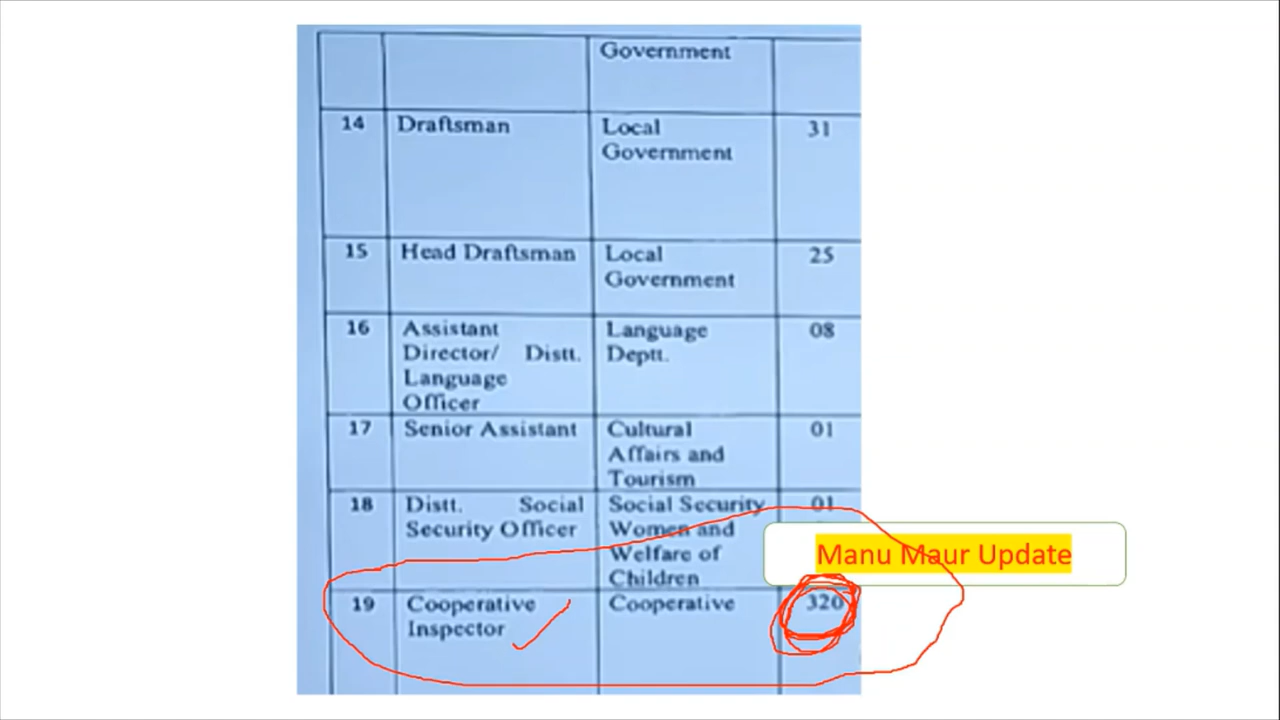 Government
14 Draftsman Local 31
Government
15 Head Draftsman Local 25
Government
16 Assistant Language 08
Director/ Distt. Deptt.
Language
Officer
17 Senior Assistant Cultural 01
Affairs and
Tourism
18 Distt. Social Social Security 01
Security Officer Women and
Welfare of
Children
Manu Maur Update
19 Cooperative Cooperative 320
Inspector